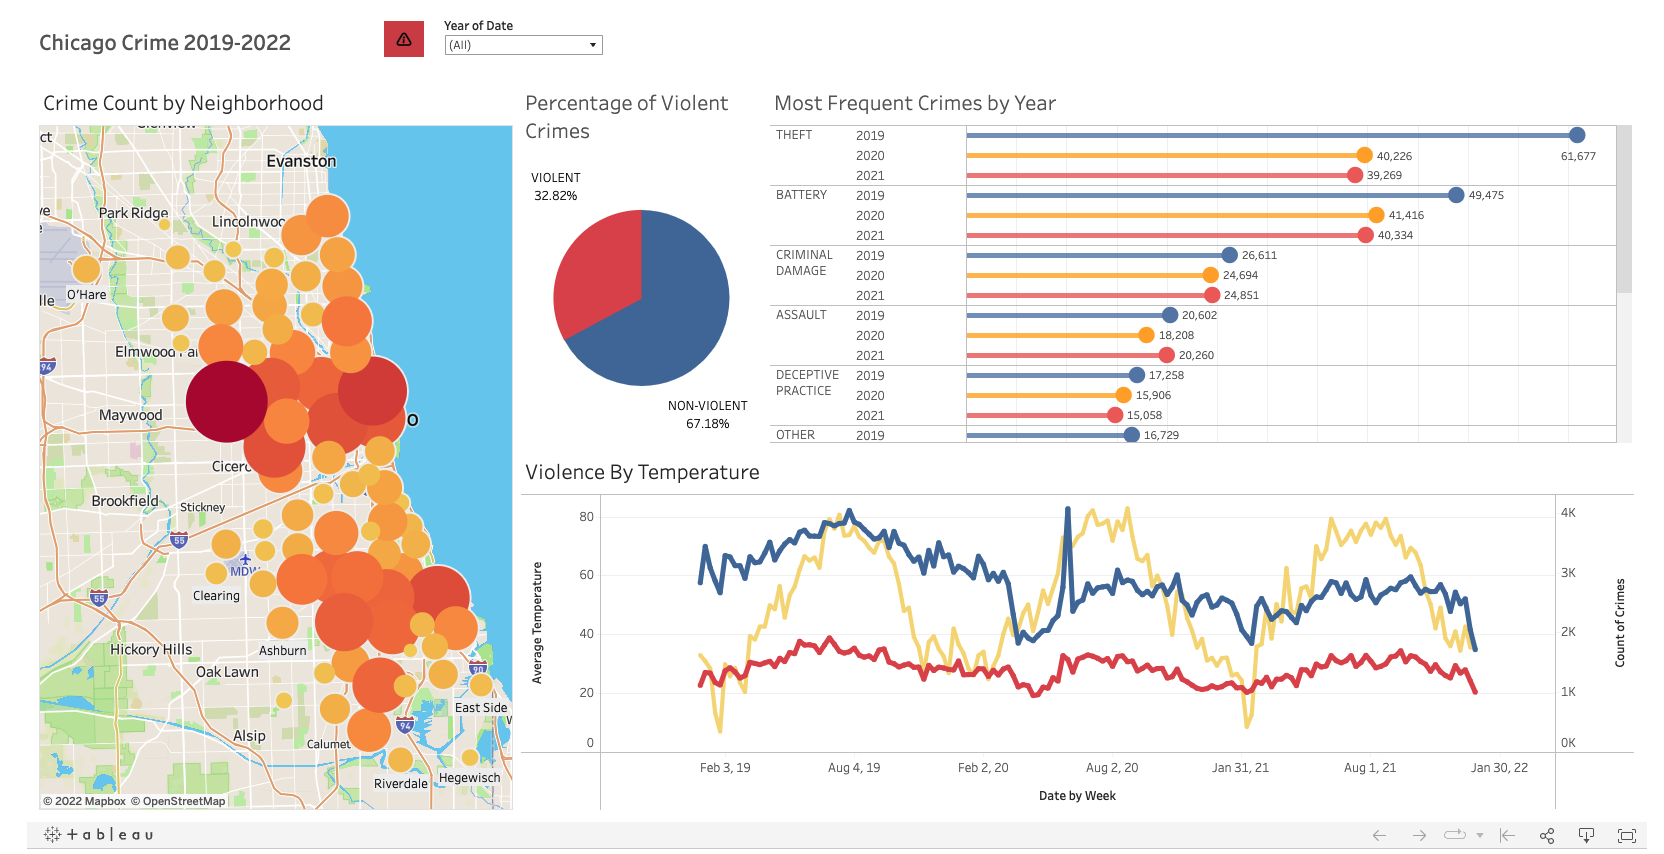 Chicago Crime 2019-2022
Year of Date
(All)
Crime Count by Neighborhood
Evanston
Park Ridge
Lincolnwoo
O'Hare
Maywood
O
Cicero
Brookfield
Stickney
55
MDW
Clearing
55
Hickory Hills
Ashburn
Oak Lawn
90
East Side
94
Alsip
Calumet
Hegewisch
Riverdale
94
© 2022 Mapbox © OpenStreetMap
Percentage of Violent
Crimes
VIOLENT
32.82%
NON-VIOLENT
67.18%
Most Frequent Crimes by Year
THEFT 2019 61,677
2020 40,226
2021 39,269
BATTERY 2019 49,475
2020 41,416
2021 40,334
CRIMINAL DAMAGE 2019 26,611
2020 24,694
2021 24,851
ASSAULT 2019 20,602
2020 18,208
2021 20,260
DECEPTIVE PRACTICE 2019 17,258
2020 15,906
2021 15,058
OTHER 2019 16,729
Violence By Temperature
Average Temperature
80
60
40
20
0
4K
3K
2K
1K
0K
Count of Crimes
Feb 3, 19 Aug 4, 19 Feb 2, 20 Aug 2, 20 Jan 31, 21 Aug 1, 21 Jan 30, 22
Date by Week
+ableau